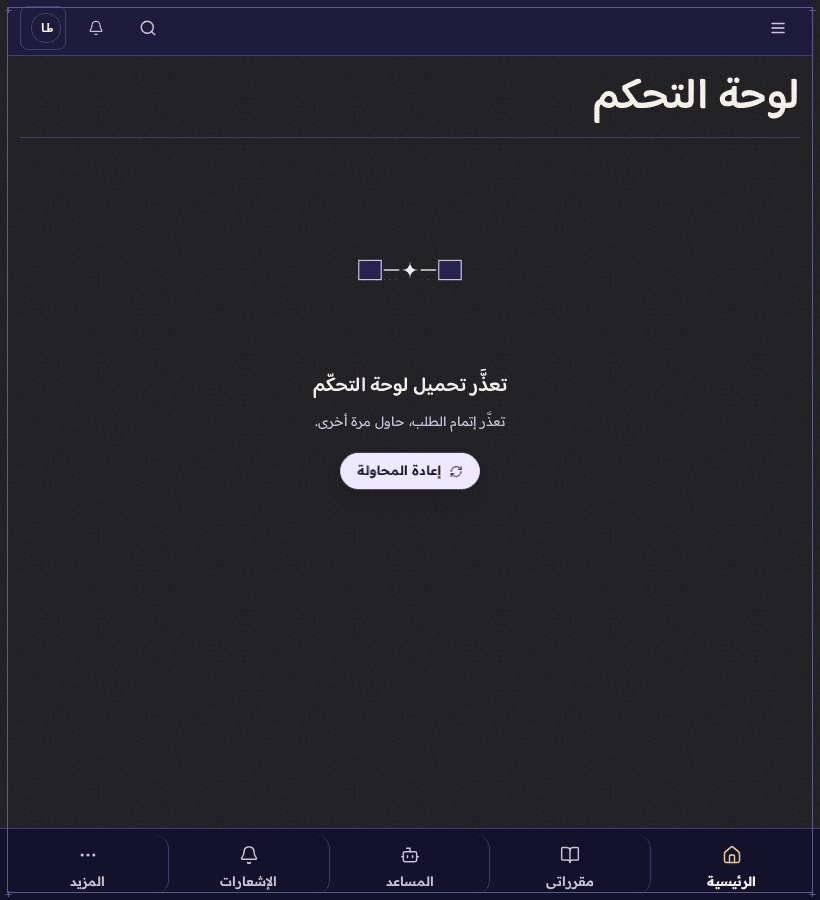 طا
لوحة التحكم
تعذَّر تحميل لوحة التحكّم
تعذَّر إتمام الطلب، حاول مرة أخرى.
إعادة المحاولة
الرئيسية
مقرراتي
المساعد
الإشعارات
المزيد